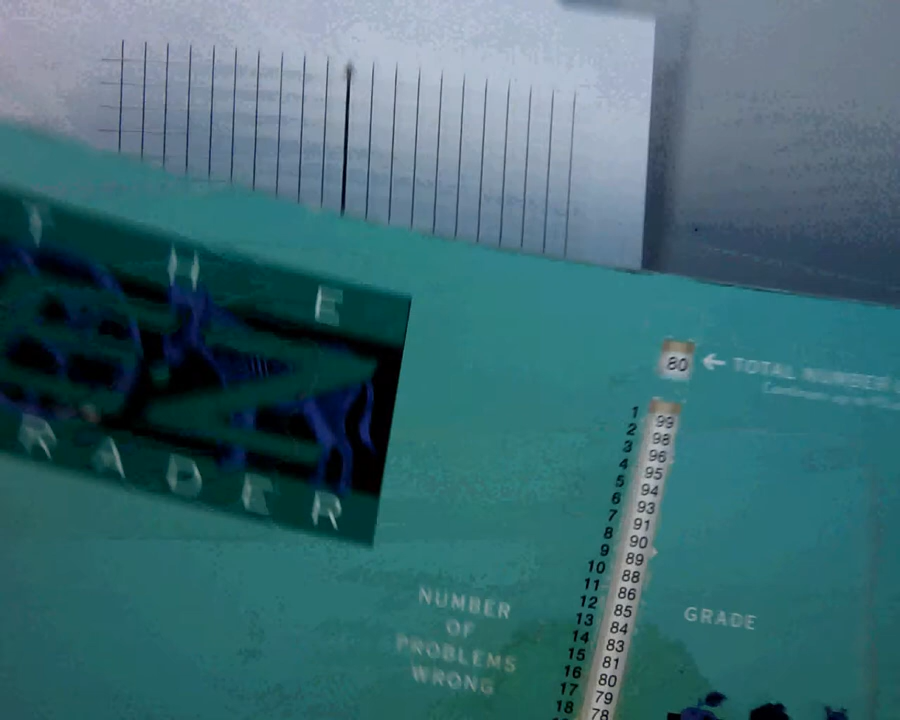 THE
GRADER
80 ← TOTAL NUMBER
1 99
2 98
3 96
4 95
5 94
6 93
7 91
8 90
9 89
10 88
11 86
12 85
13 84
14 83
15 81
16 80
17 79
18 78
NUMBER
OF
PROBLEMS
WRONG
GRADE